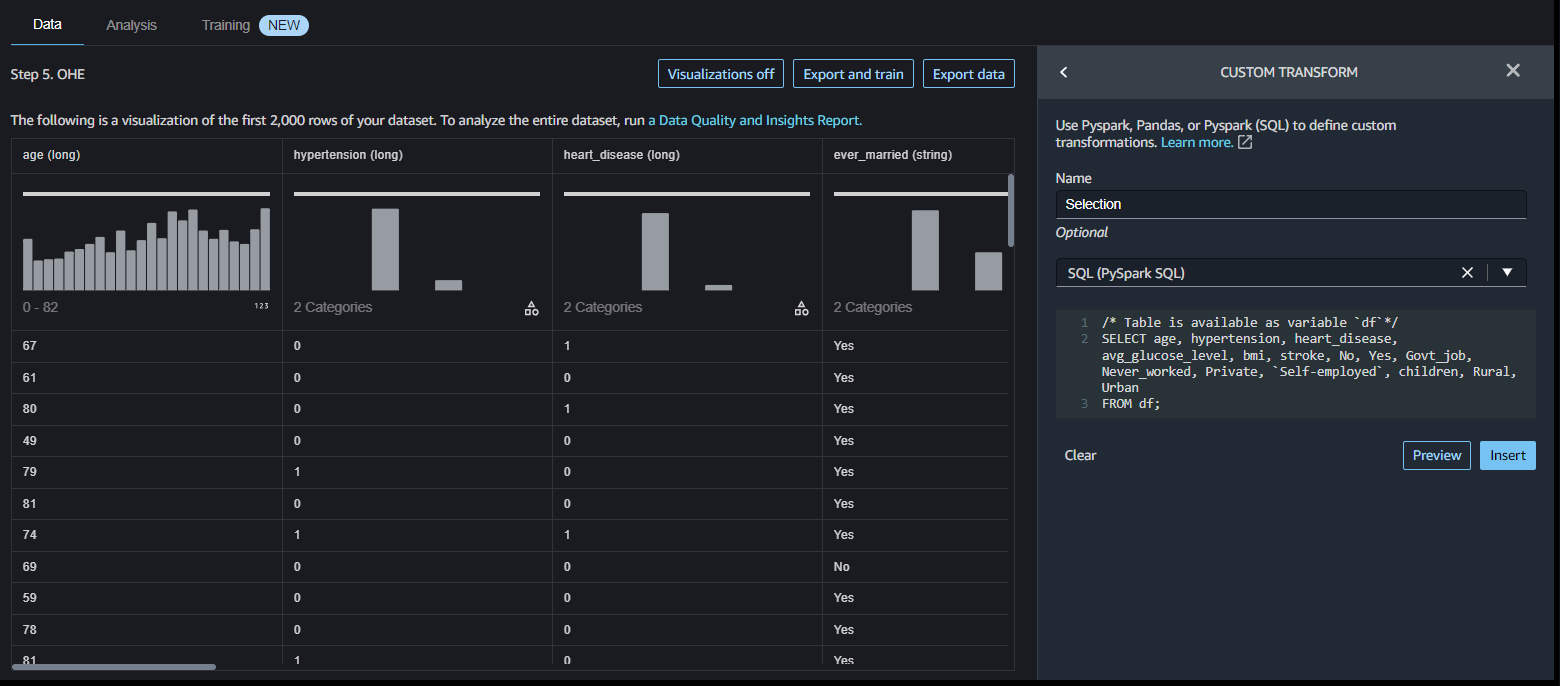 Data Analysis Training NEW
Step 5. OHE Visualizations off Export and train Export data
The following is a visualization of the first 2,000 rows of your dataset. To analyze the entire dataset, run a Data Quality and Insights Report.
age (long) hypertension (long) heart_disease (long) ever_married (string)
0 - 82 123 2 Categories 2 Categories 2 Categories
67 0 1 Yes
61 0 0 Yes
80 0 1 Yes
49 0 0 Yes
79 1 0 Yes
81 0 0 Yes
74 1 1 Yes
69 0 0 No
59 0 0 Yes
78 0 0 Yes
81 1 0 Yes
CUSTOM TRANSFORM
Use Pyspark, Pandas, or Pyspark (SQL) to define custom
transformations. Learn more.
Name
Selection
Optional
SQL (PySpark SQL)
1 /* Table is available as variable `df`*/
2 SELECT age, hypertension, heart_disease,
avg_glucose_level, bmi, stroke, No, Yes, Govt_job,
Never_worked, Private, `Self-employed`, children, Rural,
Urban
3 FROM df;
Clear Preview Insert